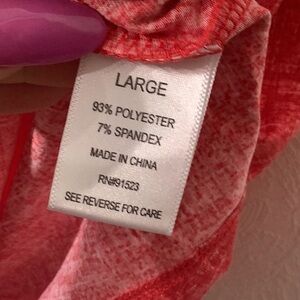 LARGE
93% POLYESTER
7% SPANDEX
MADE IN CHINA
RN#91523
SEE REVERSE FOR CARE